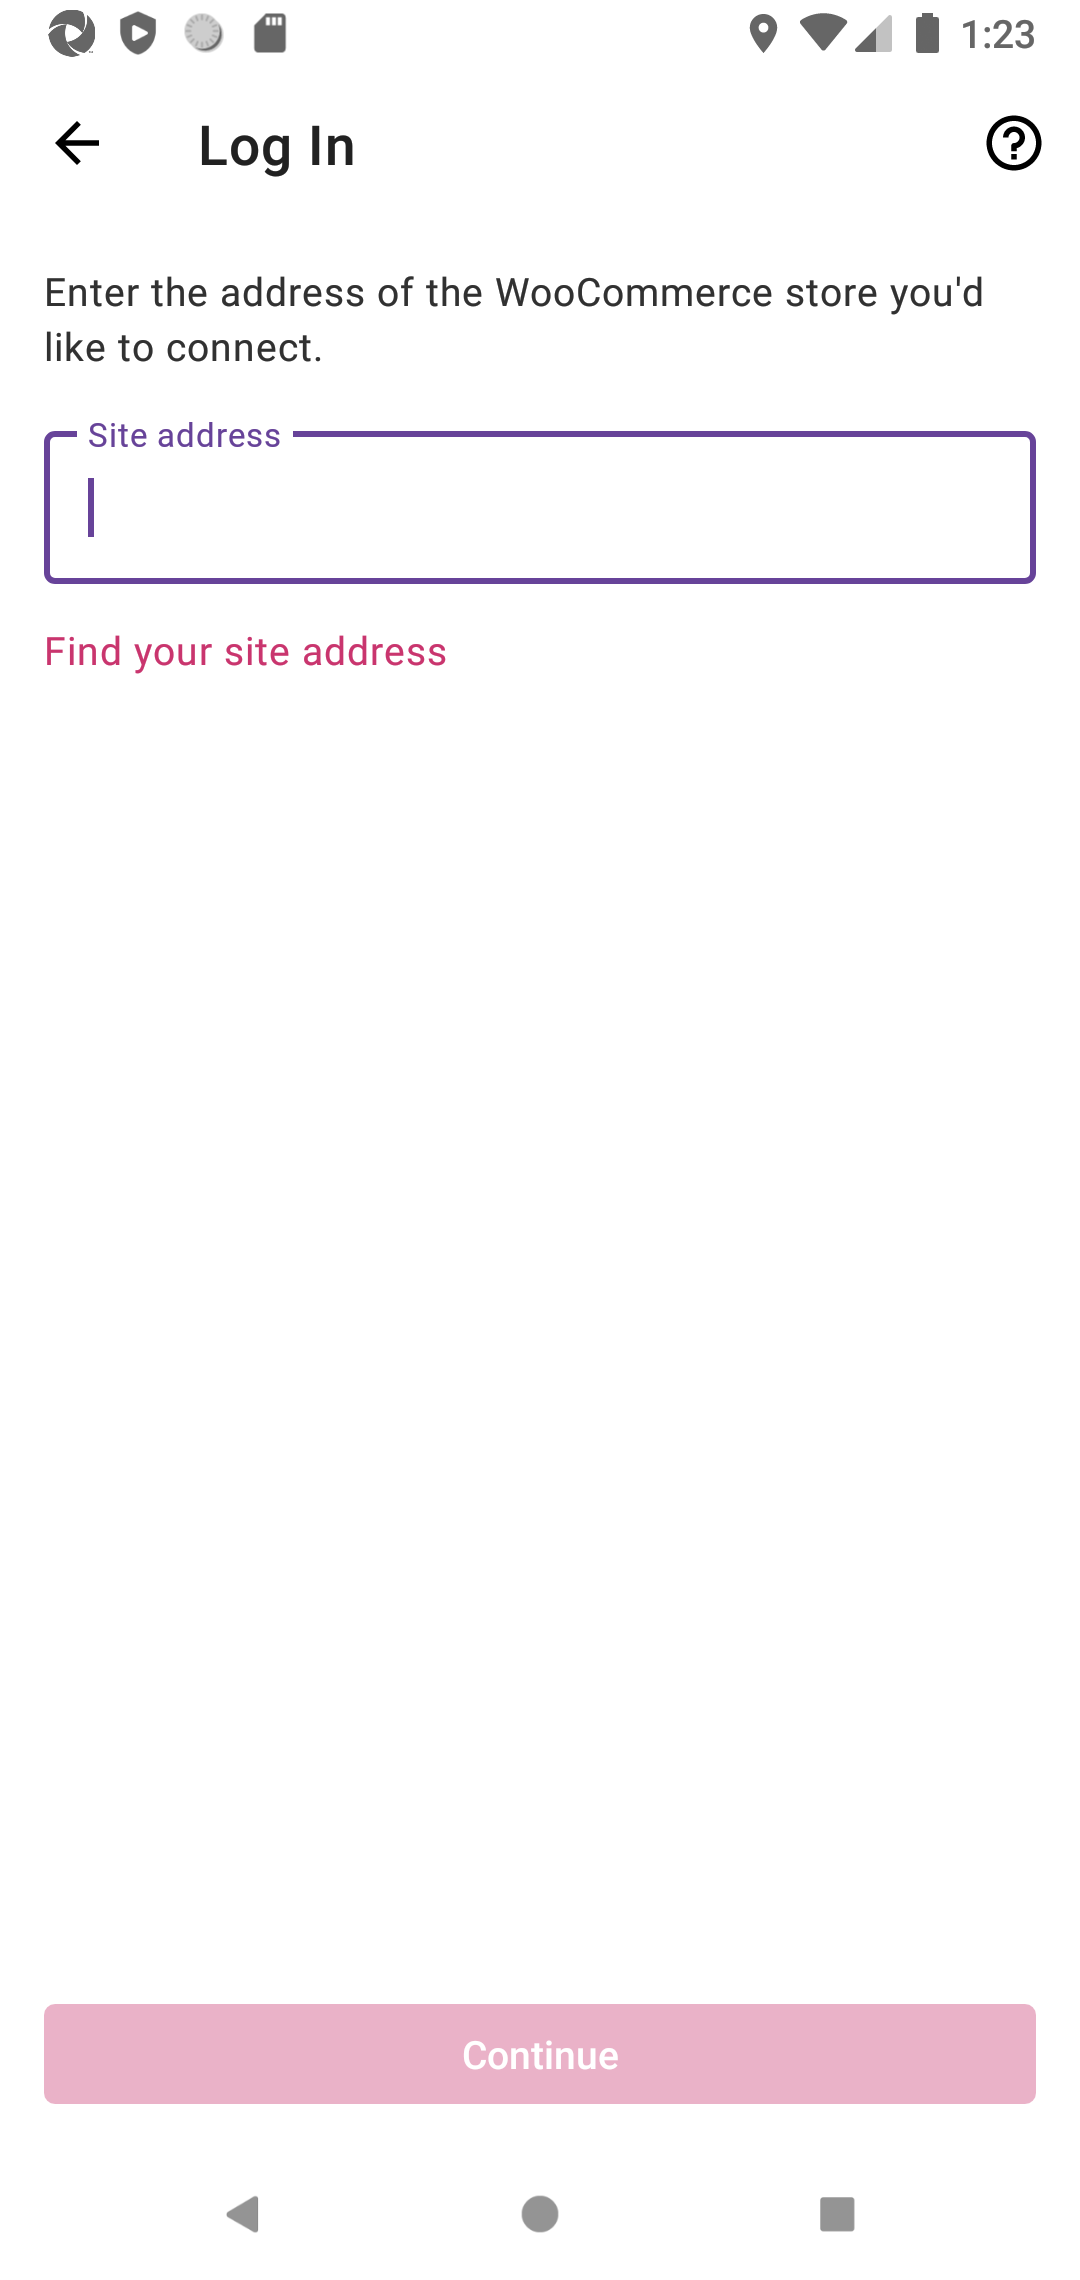 1:23
Log In
Enter the address of the WooCommerce store you'd
like to connect.
Site address
Find your site address
Continue